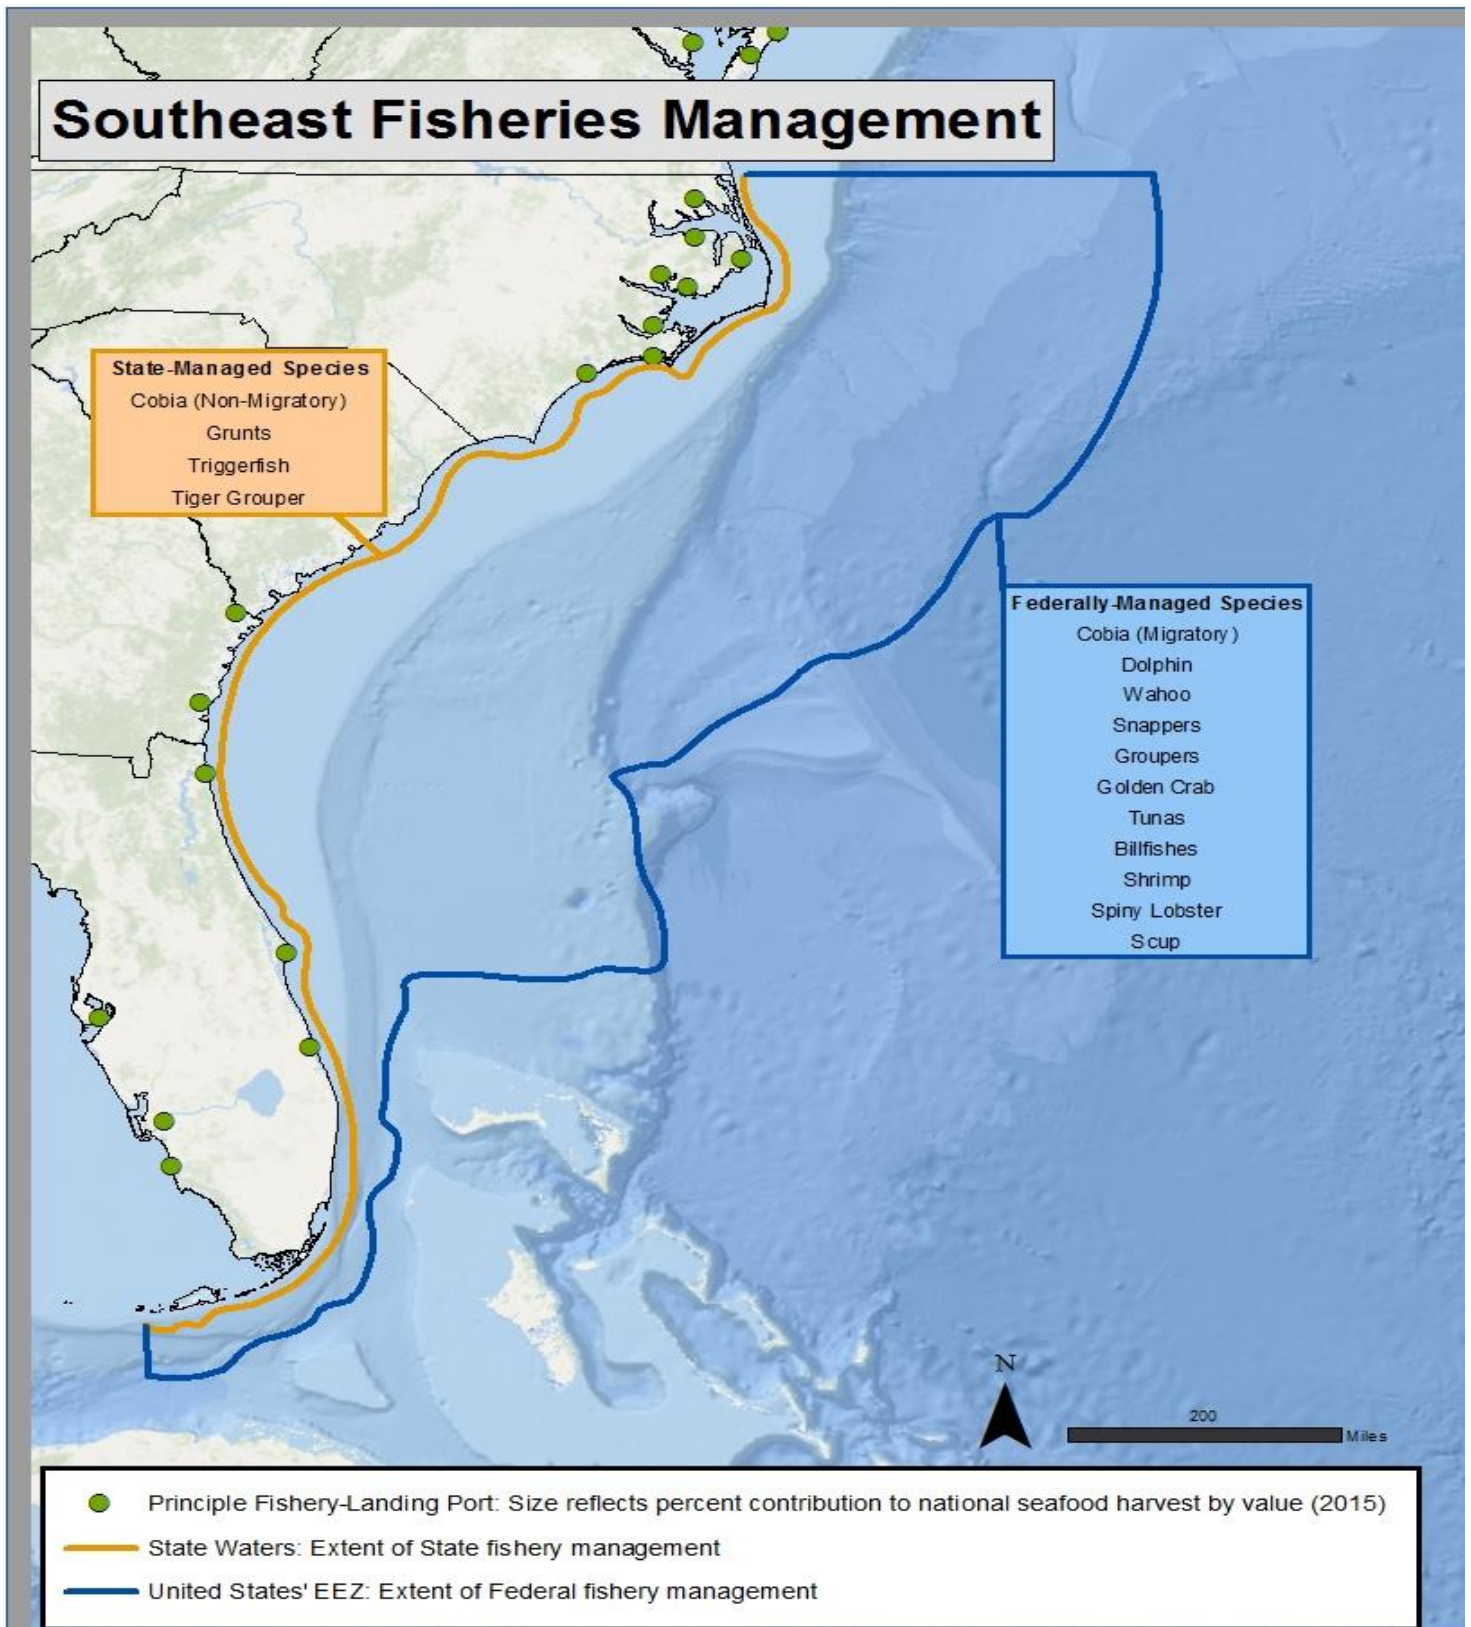 Southeast Fisheries Management
State-Managed Species
Cobia (Non-Migratory)
Grunts
Triggerfish
Tiger Grouper
Federally-Managed Species
Cobia (Migratory)
Dolphin
Wahoo
Snappers
Groupers
Golden Crab
Tunas
Billfishes
Shrimp
Spiny Lobster
Scup
N
200
Miles
Principle Fishery-Landing Port: Size reflects percent contribution to national seafood harvest by value (2015)
State Waters: Extent of State fishery management
United States' EEZ: Extent of Federal fishery management